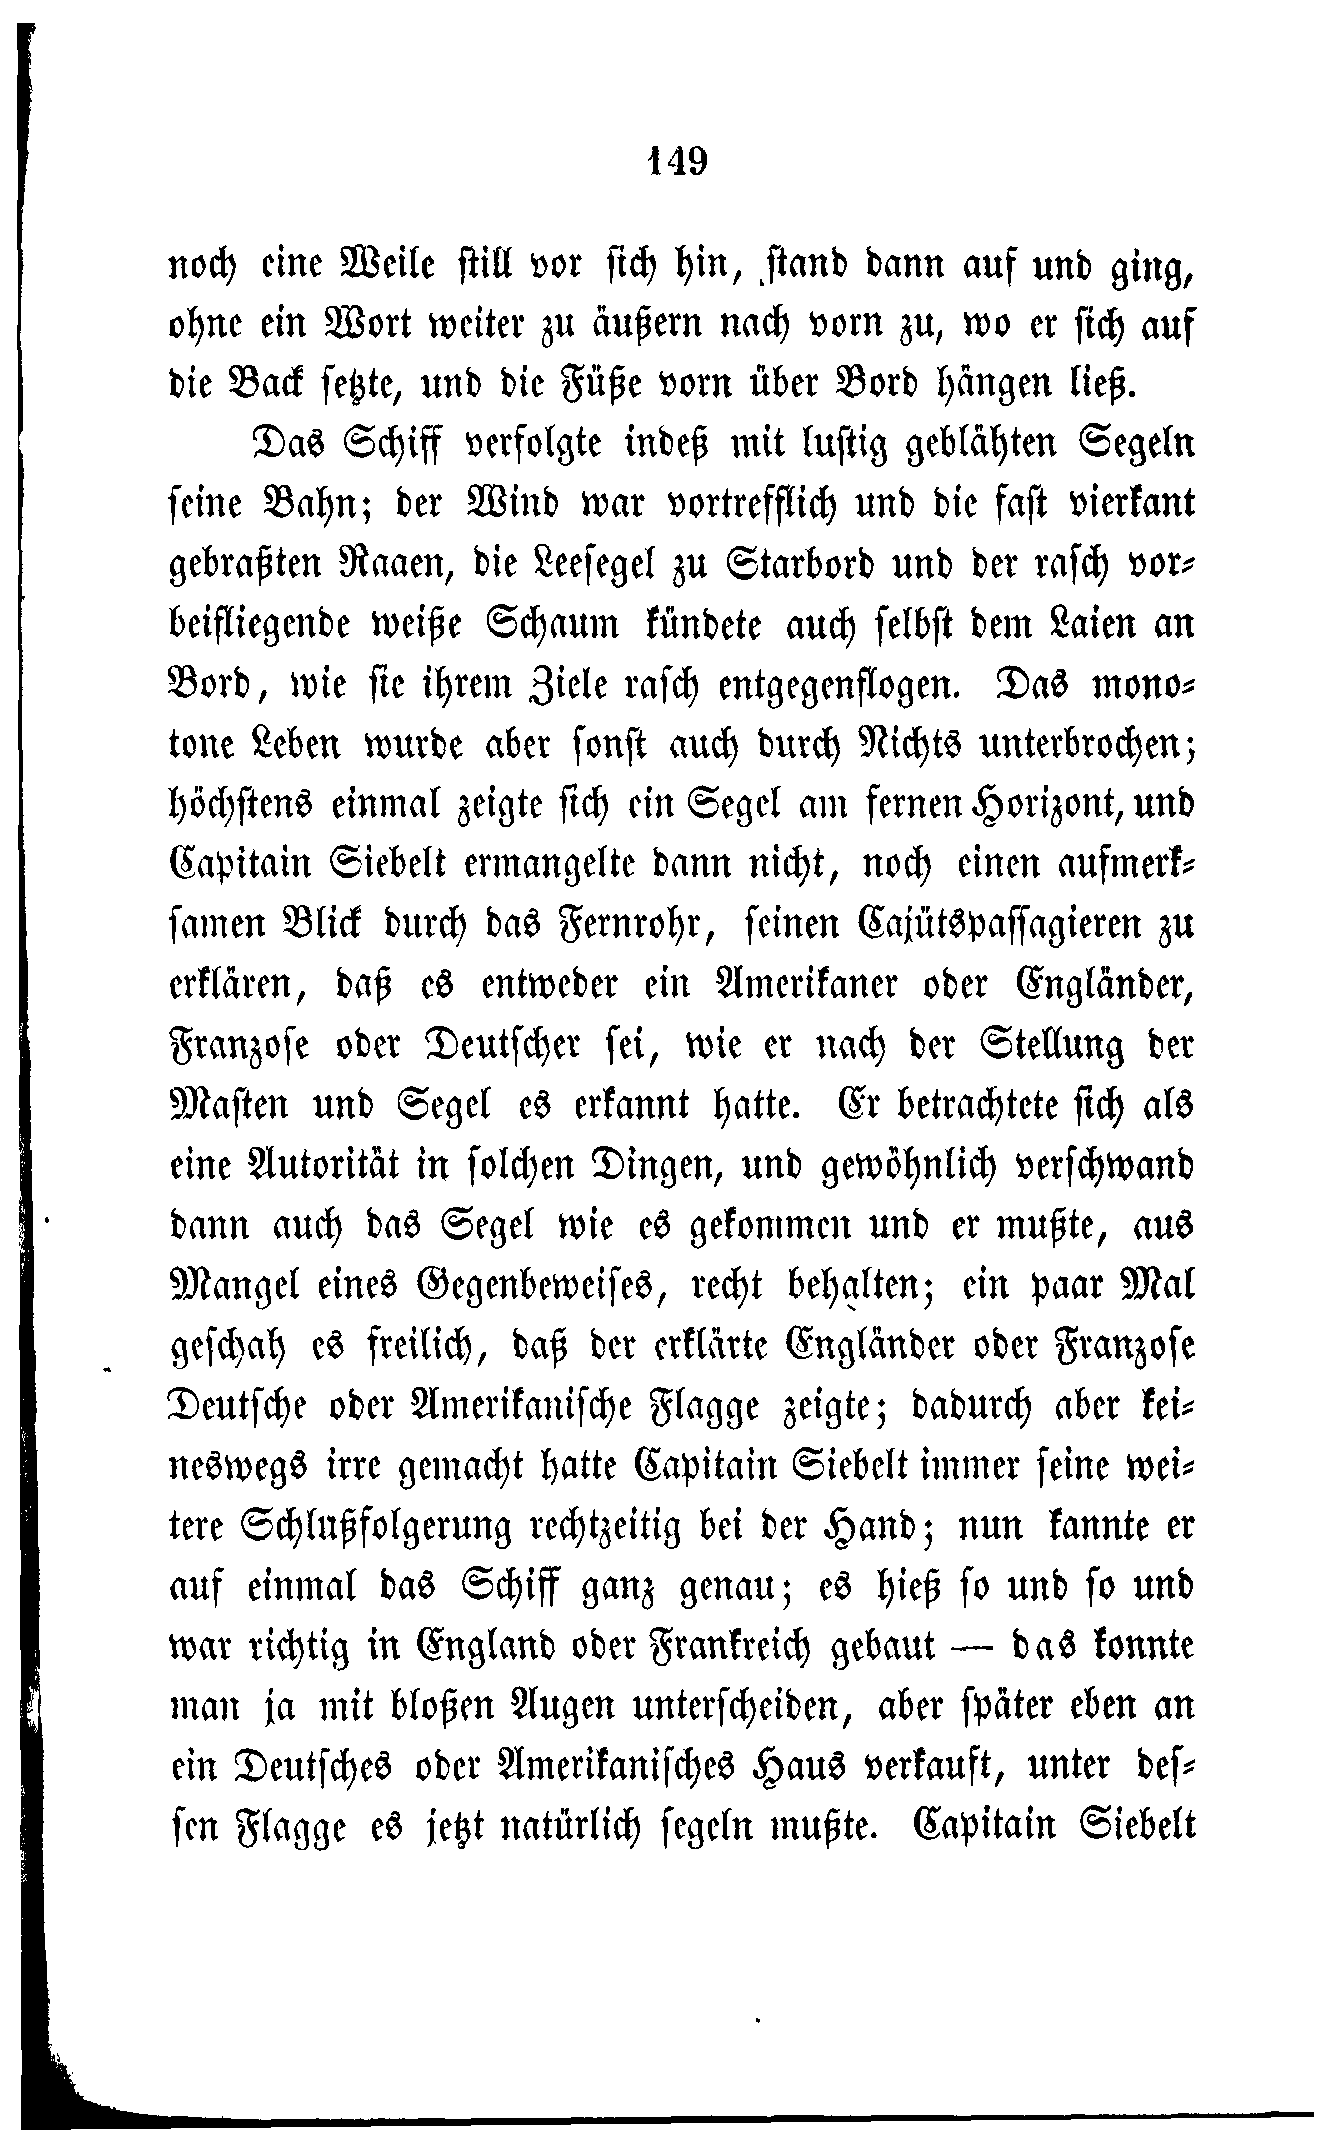 149
noch eine Weile still vor sich hin, stand dann auf und ging,
ohne ein Wort weiter zu äußern nach vorn zu, wo er sich auf
die Back setzte, und die Füße vorn über Bord hängen ließ.
Das Schiff verfolgte indeß mit lustig geblähten Segeln
seine Bahn; der Wind war vortrefflich und die fast vierkant
gebraßten Raaen, die Leesegel zu Starbord und der rasch vor-
beifliegende weiße Schaum kündete auch selbst dem Laien an
Bord, wie sie ihrem Ziele rasch entgegenflogen. Das mono-
tone Leben wurde aber sonst auch durch Nichts unterbrochen;
höchstens einmal zeigte sich ein Segel am fernen Horizont, und
Capitain Siebelt ermangelte dann nicht, noch einen aufmerk-
samen Blick durch das Fernrohr, seinen Cajütspassagieren zu
erklären, daß es entweder ein Amerikaner oder Engländer,
Franzose oder Deutscher sei, wie er nach der Stellung der
Masten und Segel es erkannt hatte. Er betrachtete sich als
eine Autorität in solchen Dingen, und gewöhnlich verschwand
dann auch das Segel wie es gekommen und er mußte, aus
Mangel eines Gegenbeweises, recht behalten; ein paar Mal
geschah es freilich, daß der erklärte Engländer oder Franzose
Deutsche oder Amerikanische Flagge zeigte; dadurch aber kei-
neswegs irre gemacht hatte Capitain Siebelt immer seine wei-
tere Schlußfolgerung rechtzeitig bei der Hand; nun kannte er
auf einmal das Schiff ganz genau; es hieß so und so und
war richtig in England oder Frankreich gebaut — das konnte
man ja mit bloßen Augen unterscheiden, aber später eben an
ein Deutsches oder Amerikanisches Haus verkauft, unter des-
sen Flagge es jetzt natürlich segeln mußte. Capitain Siebelt